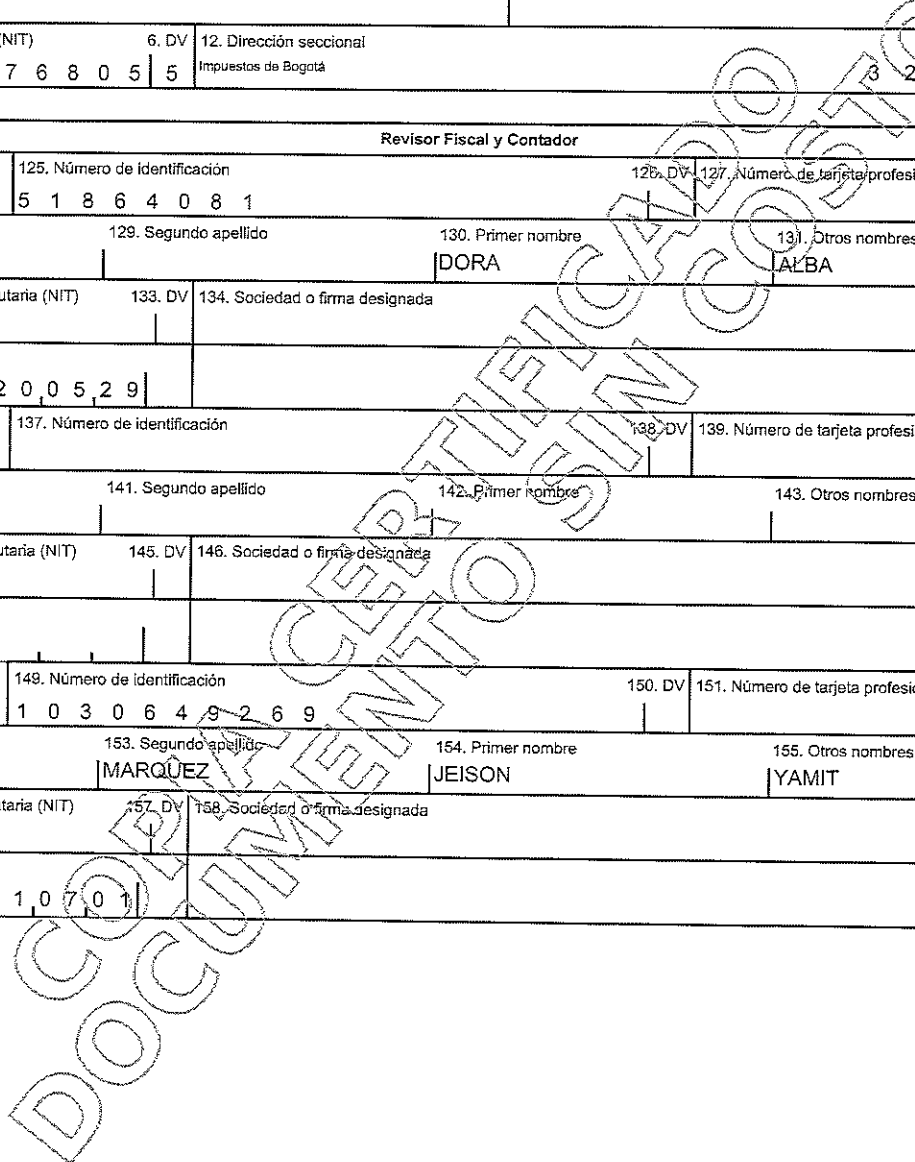 (NIT) 6. DV 12. Dirección seccional
7 6 8 0 5 5 Impuestos de Bogotá 3 2
Revisor Fiscal y Contador
125. Número de identificación 126. DV 127. Número de tarjeta profesi
5 1 8 6 4 0 8 1
129. Segundo apellido 130. Primer nombre 131. Otros nombres
DORA ALBA
utaria (NIT) 133. DV 134. Sociedad o firma designada
2 0 0 5 2 9
137. Número de identificación 138. DV 139. Número de tarjeta profesi
141. Segundo apellido 142. Primer nombre 143. Otros nombres
utaria (NIT) 145. DV 146. Sociedad o firma designada
149. Número de identificación 150. DV 151. Número de tarjeta profesio
1 0 3 0 6 4 9 2 6 9
153. Segundo apellido 154. Primer nombre 155. Otros nombres
MARQUEZ JEISON YAMIT
utaria (NIT) 157. DV 158. Sociedad o firma designada
1 0 7 0 1
COPIA CERTIFICADO
DOCUMENTO SIN COSTO